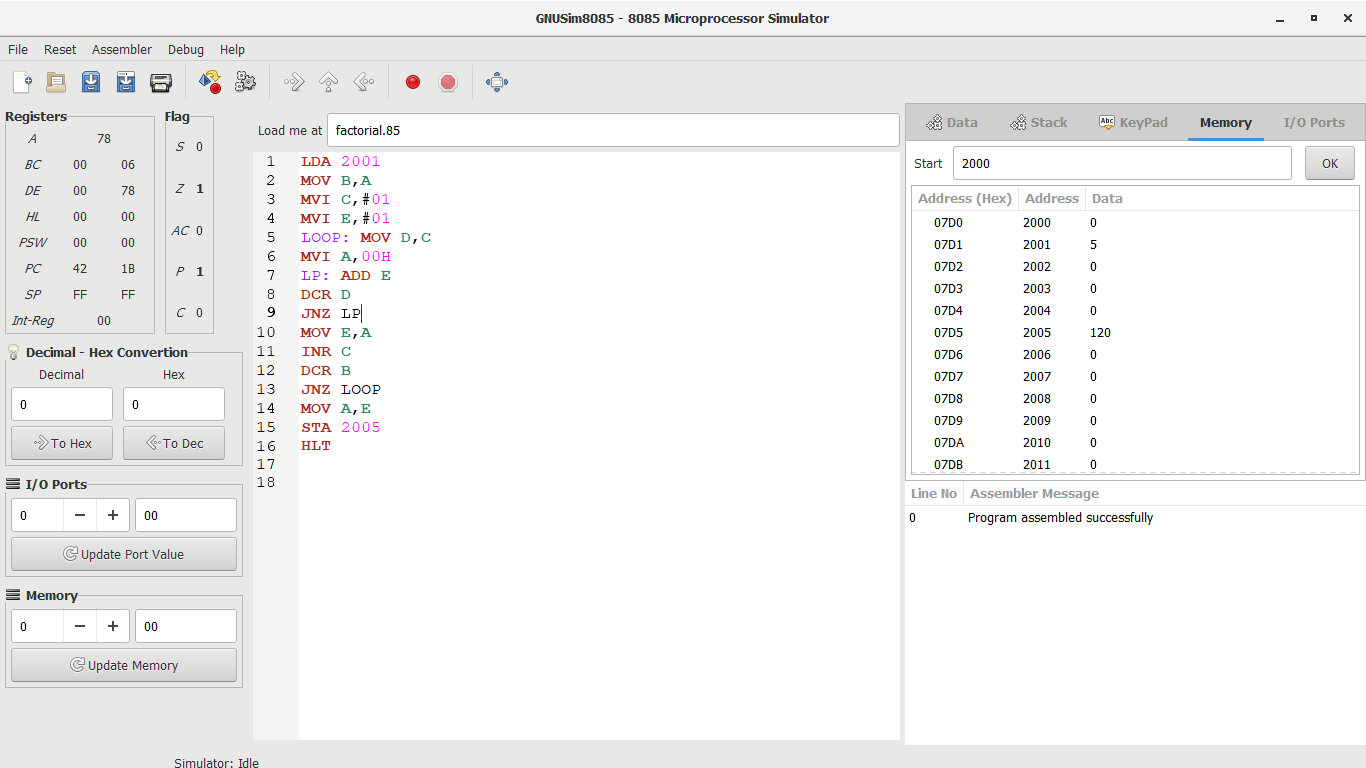 GNUSim8085 - 8085 Microprocessor Simulator
File Reset Assembler Debug Help
Registers
A 78
BC 00 06
DE 00 78
HL 00 00
PSW 00 00
PC 42 1B
SP FF FF
Int-Reg 00
Flag
S 0
Z 1
AC 0
P 1
C 0
Decimal - Hex Convertion
Decimal Hex
0 0
To Hex To Dec
I/O Ports
0 − + 00
Update Port Value
Memory
0 − + 00
Update Memory
Load me at factorial.85
1 LDA 2001
2 MOV B,A
3 MVI C,#01
4 MVI E,#01
5 LOOP: MOV D,C
6 MVI A,00H
7 LP: ADD E
8 DCR D
9 JNZ LP
10 MOV E,A
11 INR C
12 DCR B
13 JNZ LOOP
14 MOV A,E
15 STA 2005
16 HLT
17
18
Data Stack Abc KeyPad Memory I/O Ports
Start 2000 OK
Address (Hex) Address Data
07D0 2000 0
07D1 2001 5
07D2 2002 0
07D3 2003 0
07D4 2004 0
07D5 2005 120
07D6 2006 0
07D7 2007 0
07D8 2008 0
07D9 2009 0
07DA 2010 0
07DB 2011 0
Line No Assembler Message
0 Program assembled successfully
Simulator: Idle